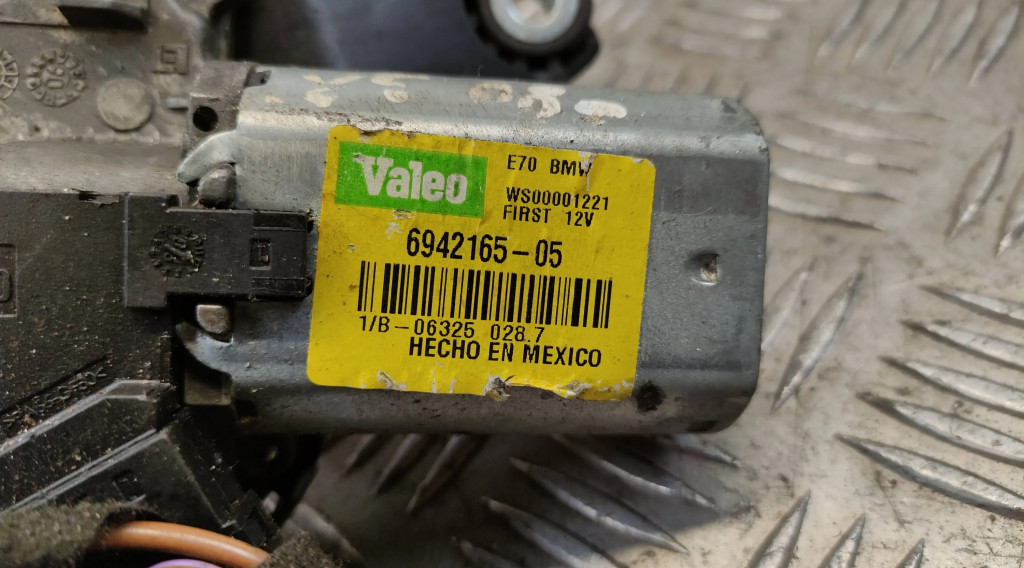 Valeo
E70 BMW
WS00001221
FIRST 12V
6942165-05
1/B-06325 028.7
HECHO EN MEXICO